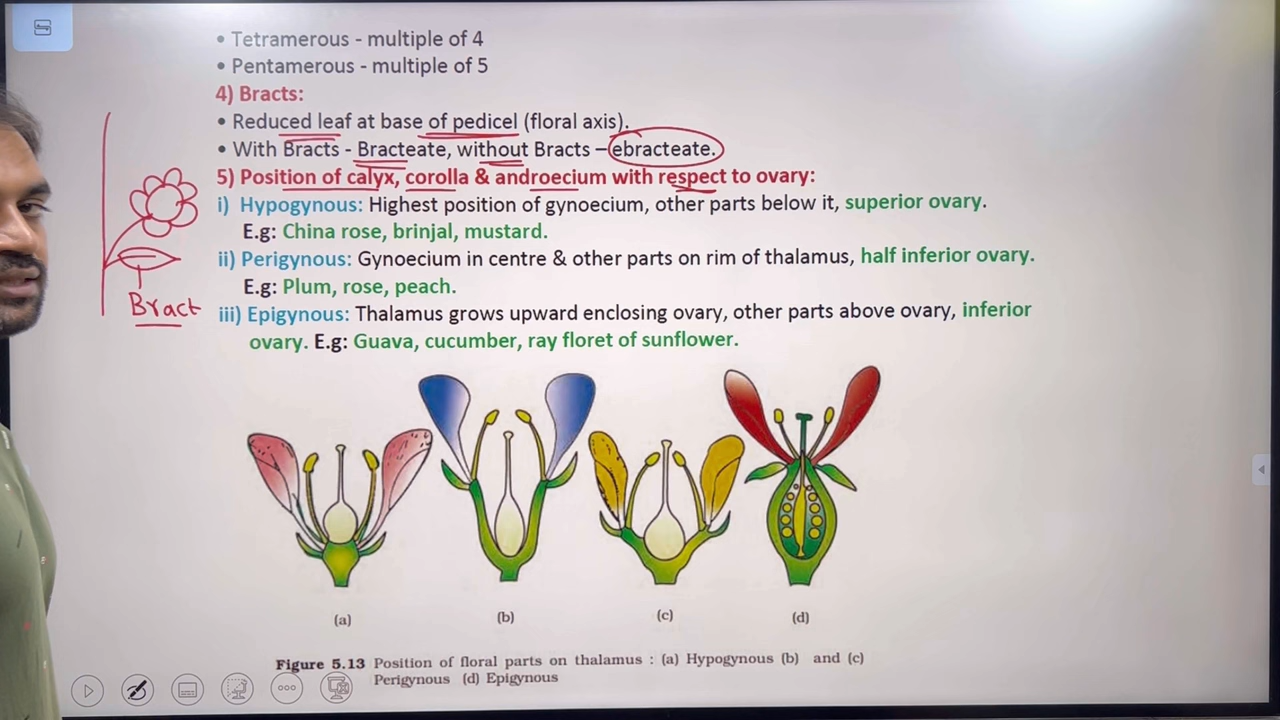 • Tetramerous - multiple of 4
• Pentamerous - multiple of 5
4) Bracts:
• Reduced leaf at base of pedicel (floral axis).
• With Bracts - Bracteate, without Bracts – ebracteate.
5) Position of calyx, corolla & androecium with respect to ovary:
i) Hypogynous: Highest position of gynoecium, other parts below it, superior ovary.
E.g: China rose, brinjal, mustard.
ii) Perigynous: Gynoecium in centre & other parts on rim of thalamus, half inferior ovary.
E.g: Plum, rose, peach.
Bract
iii) Epigynous: Thalamus grows upward enclosing ovary, other parts above ovary, inferior
ovary. E.g: Guava, cucumber, ray floret of sunflower.
(a) (b) (c) (d)
Figure 5.13 Position of floral parts on thalamus : (a) Hypogynous (b) and (c)
Perigynous (d) Epigynous